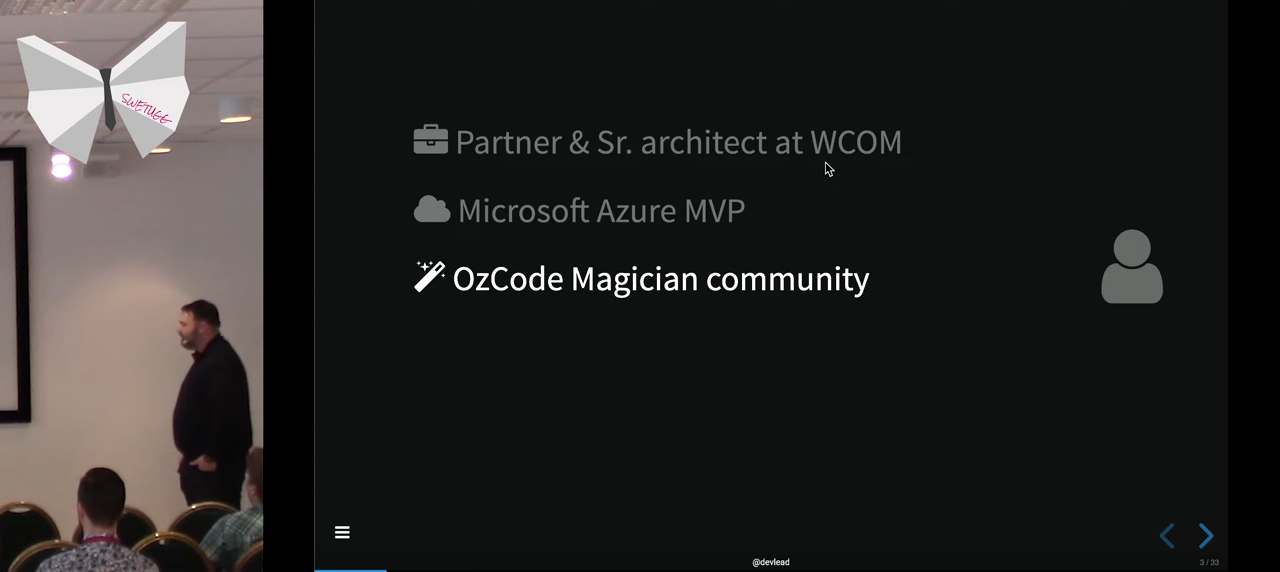 SWETUGG
Partner & Sr. architect at WCOM
Microsoft Azure MVP
OzCode Magician community
@devlead
3 / 33